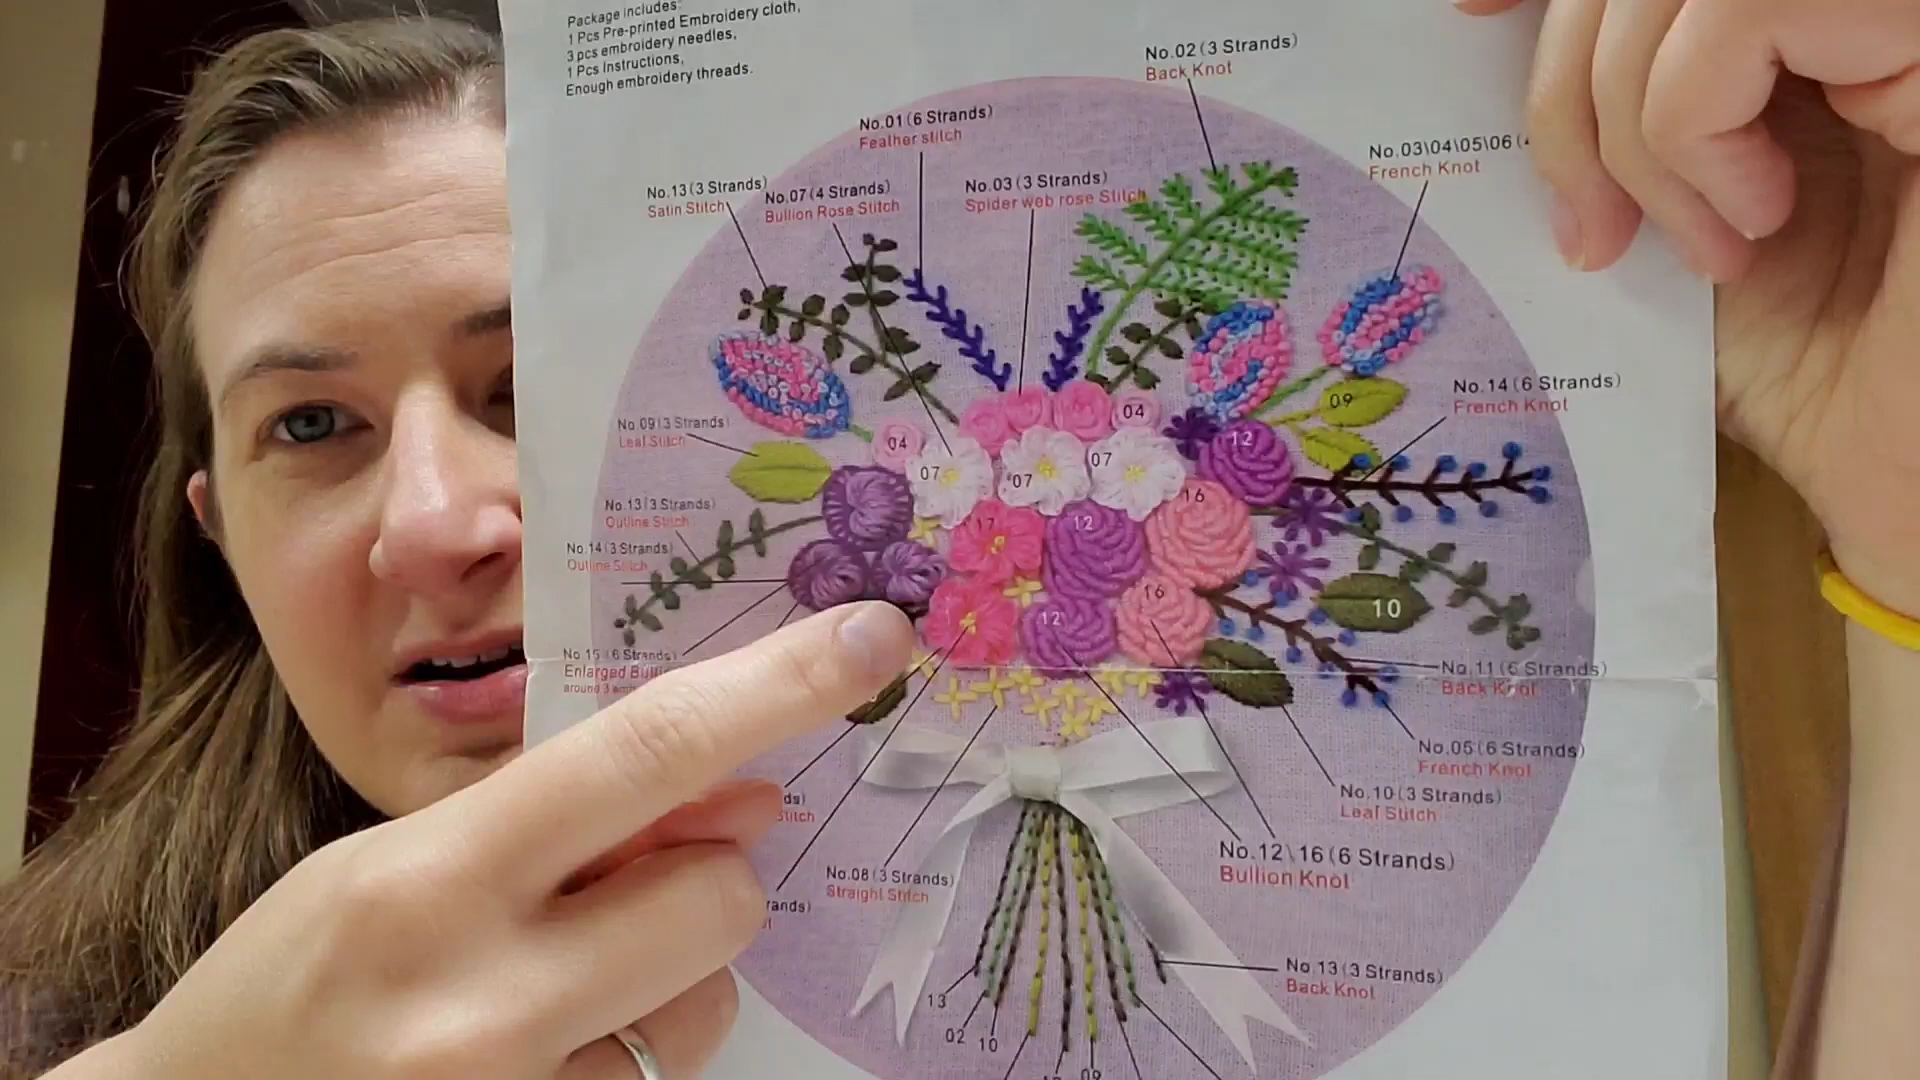 Package includes:
1 Pcs Pre-printed Embroidery cloth,
3 pcs embroidery needles,
1 Pcs Instructions,
Enough embroidery threads.
No.02 (3 Strands)
Back Knot
No.01 (6 Strands)
Feather stitch
No.03\04\05\06
French Knot
No.13 (3 Strands)
Satin Stitch
No.07 (4 Strands)
Bullion Rose Stitch
No.03 (3 Strands)
Spider web rose Stitch
No.14 (6 Strands)
French Knot
No.09 (3 Strands)
Leaf Stitch
09
04
04
12
07
07
07
16
17
12
No.13 (3 Strands)
Outline Stitch
No.14 (3 Strands)
Outline Stitch
16
12
10
No.15 (6 Strands)
Enlarged
around 3
No.11 (6 Strands)
Back Knot
No.05 (6 Strands)
French Knot
No.10 (3 Strands)
Leaf Stitch
ds)
stitch
No.12\16 (6 Strands)
Bullion Knot
No.08 (3 Strands)
Straight Stitch
rands)
No.13 (3 Strands)
Back Knot
13
02
10
09